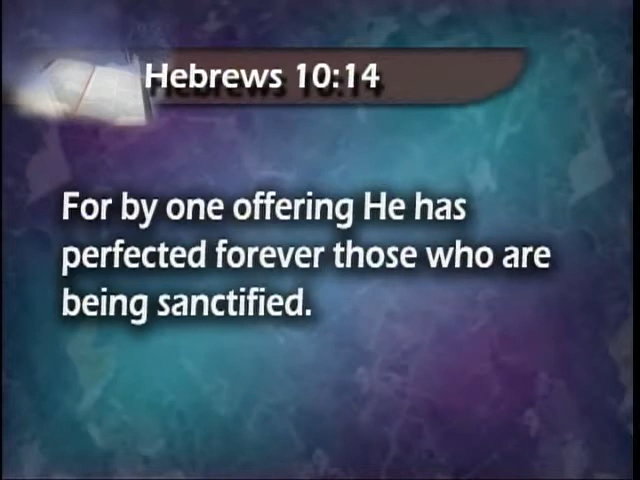 Hebrews 10:14
For by one offering He has
perfected forever those who are
being sanctified.